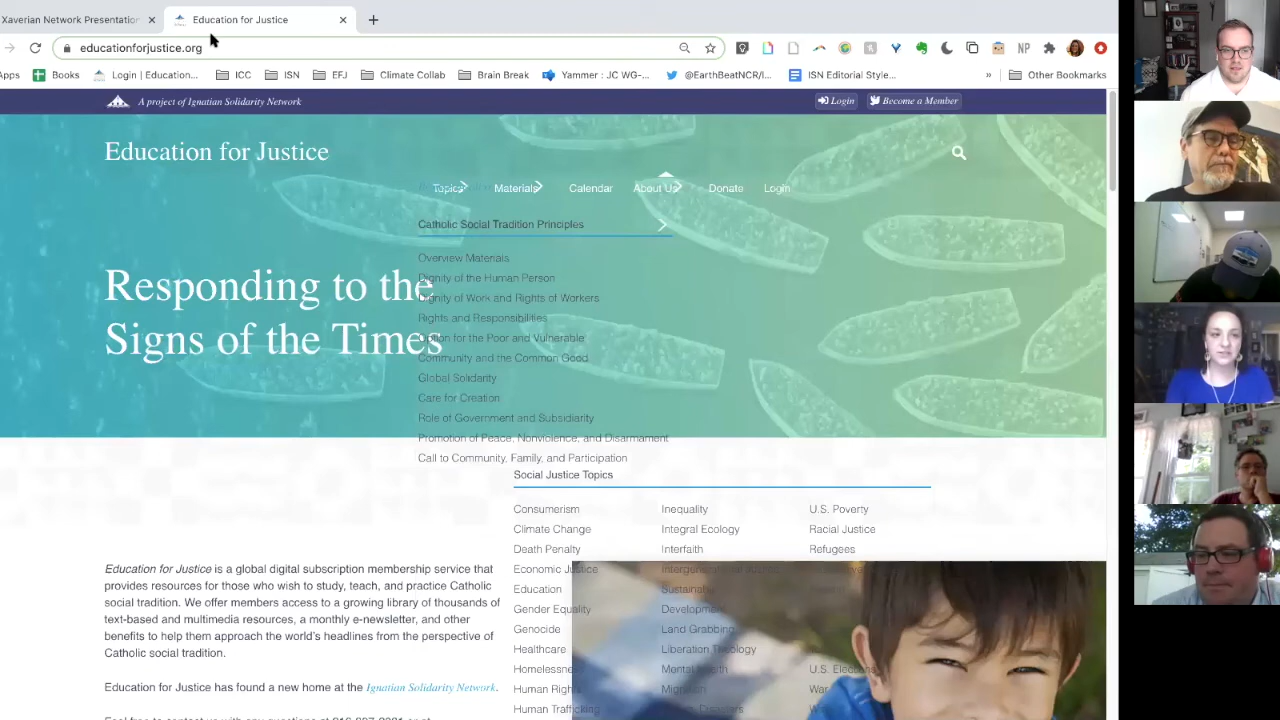 Xaverian Network Presentation
Education for Justice
educationforjustice.org
NP
Apps
Books
Login | Education...
ICC
ISN
EFJ
Climate Collab
Brain Break
Yammer : JC WG-...
@EarthBeatNCR/l...
ISN Editorial Style...
»
Other Bookmarks
A project of Ignatian Solidarity Network
Login
Become a Member
Education for Justice
Topics
Materials
Calendar
About Us
Donate
Login
Catholic Social Tradition Principles
Overview Materials
Dignity of the Human Person
Dignity of Work and Rights of Workers
Rights and Responsibilities
Option for the Poor and Vulnerable
Community and the Common Good
Global Solidarity
Care for Creation
Role of Government and Subsidiarity
Promotion of Peace, Nonviolence, and Disarmament
Call to Community, Family, and Participation
Responding to the
Signs of the Times
Social Justice Topics
Consumerism
Climate Change
Death Penalty
Economic Justice
Education
Gender Equality
Genocide
Healthcare
Homelessness
Human Rights
Human Trafficking
Inequality
Integral Ecology
Interfaith
Sustainable
Development
Land Grabbing
Liberation Theology
Mental Health
Migration
U.S. Poverty
Racial Justice
Refugees
U.S. Elections
War
Education for Justice is a global digital subscription membership service that
provides resources for those who wish to study, teach, and practice Catholic
social tradition. We offer members access to a growing library of thousands of
text-based and multimedia resources, a monthly e-newsletter, and other
benefits to help them approach the world's headlines from the perspective of
Catholic social tradition.
Education for Justice has found a new home at the Ignatian Solidarity Network.